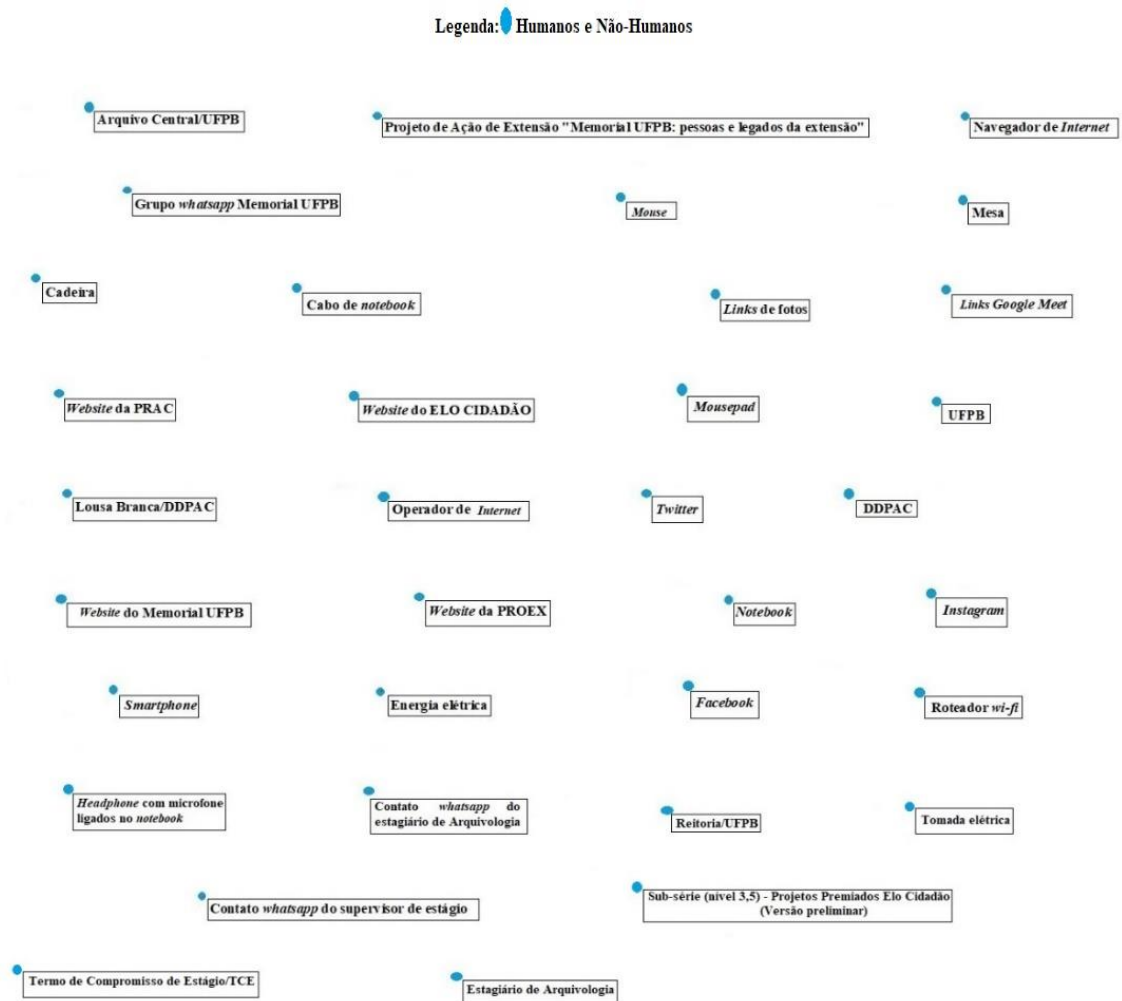 Legenda: Humanos e Não-Humanos
Arquivo Central/UFPB
Projeto de Ação de Extensão "Memorial UFPB: pessoas e legados da extensão"
Navegador de Internet
Grupo whatsapp Memorial UFPB
Mouse
Mesa
Cadeira
Cabo de notebook
Links de fotos
Links Google Meet
Website da PRAC
Website do ELO CIDADÃO
Mousepad
UFPB
Lousa Branca/DDPAC
Operador de Internet
Twitter
DDPAC
Website do Memorial UFPB
Website da PROEX
Notebook
Instagram
Smartphone
Energia elétrica
Facebook
Roteador wi-fi
Headphone com microfone
ligados no notebook
Contato whatsapp do
estagiário de Arquivologia
Reitoria/UFPB
Tomada elétrica
Contato whatsapp do supervisor de estágio
Sub-série (nível 3,5) - Projetos Premiados Elo Cidadão
(Versão preliminar)
Termo de Compromisso de Estágio/TCE
Estagiário de Arquivologia